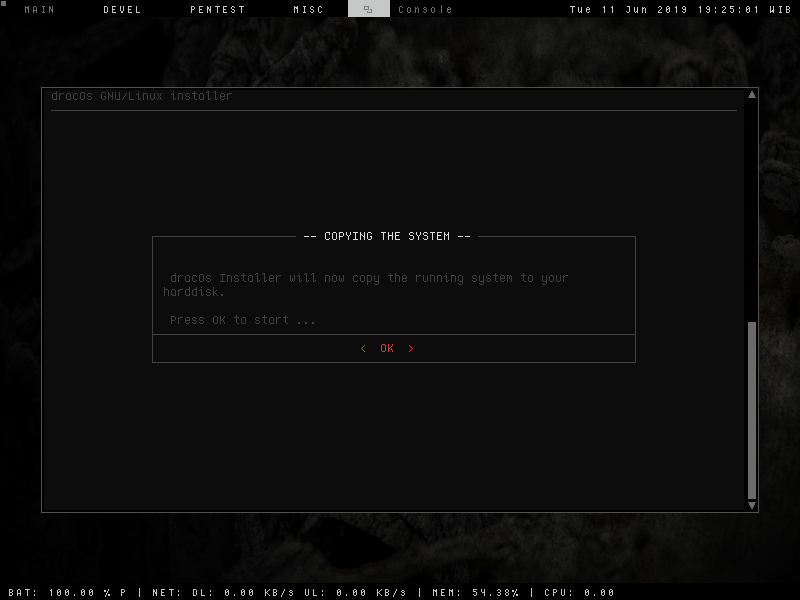 MAIN DEVEL PENTEST MISC Console Tue 11 Jun 2019 19:25:01 WIB
dracOs GNU/Linux installer
-- COPYING THE SYSTEM --
dracOs Installer will now copy the running system to your
harddisk.
Press OK to start ...
< OK >
BAT: 100.00 % P | NET: DL: 0.00 KB/s UL: 0.00 KB/s | MEM: 54.38% | CPU: 0.00